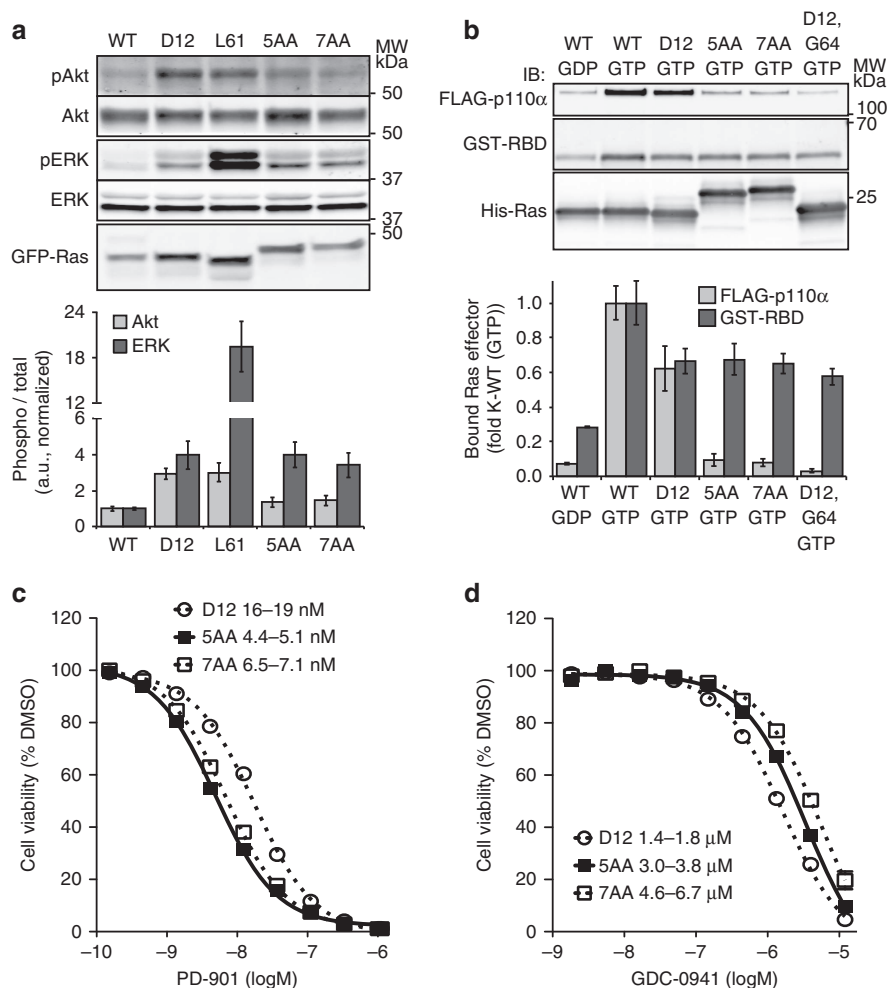 a
WT D12 L61 5AA 7AA MW kDa
pAkt
50
Akt
50
pERK
37
ERK
37
50
GFP-Ras
24
18
12
6
4
2
0
Akt
ERK
Phospho / total
(a.u., normalized)
WT D12 L61 5AA 7AA
b
IB:
WT GDP
WT GTP
D12 GTP
5AA GTP
7AA GTP
D12, G64 GTP
MW kDa
FLAG-p110α
100
70
GST-RBD
25
His-Ras
FLAG-p110α
GST-RBD
1.0
0.8
0.6
0.4
0.2
0.0
Bound Ras effector
(fold K-WT (GTP))
WT GDP
WT GTP
D12 GTP
5AA GTP
7AA GTP
D12, G64 GTP
c
D12 16–19 nM
5AA 4.4–5.1 nM
7AA 6.5–7.1 nM
120
100
80
60
40
20
0
Cell viability (% DMSO)
–10 –9 –8 –7 –6
PD-901 (logM)
d
120
100
80
60
40
20
0
Cell viability (% DMSO)
D12 1.4–1.8 μM
5AA 3.0–3.8 μM
7AA 4.6–6.7 μM
–9 –8 –7 –6 –5
GDC-0941 (logM)